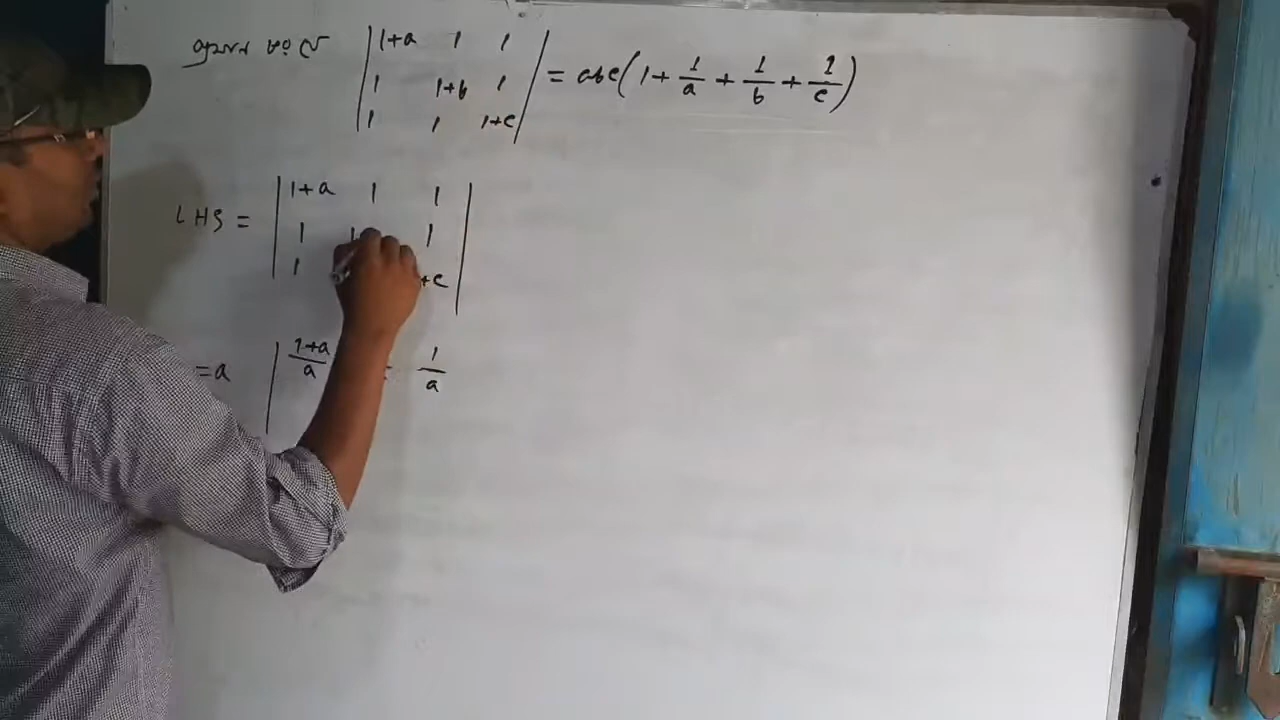 প্রমাণ করো | 1+a 1 1 | = abc(1 + 1/a + 1/b + 1/c)
| 1 1+b 1 |
| 1 1 1+c |
LHS = | 1+a 1 1 |
| 1 1 1 |
| 1 +c |
= a | 1+a/a 1/a